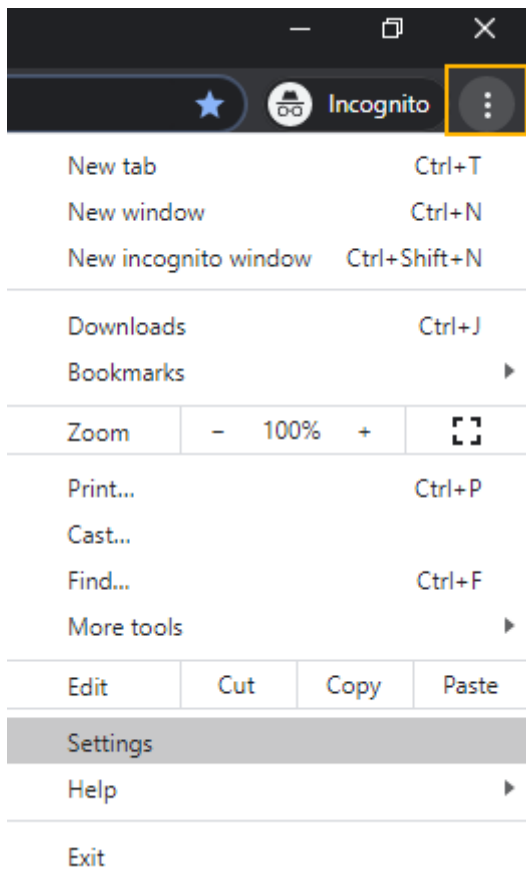 Incognito
New tab Ctrl+T
New window Ctrl+N
New incognito window Ctrl+Shift+N
Downloads Ctrl+J
Bookmarks
Zoom - 100% +
Print... Ctrl+P
Cast...
Find... Ctrl+F
More tools
Edit Cut Copy Paste
Settings
Help
Exit